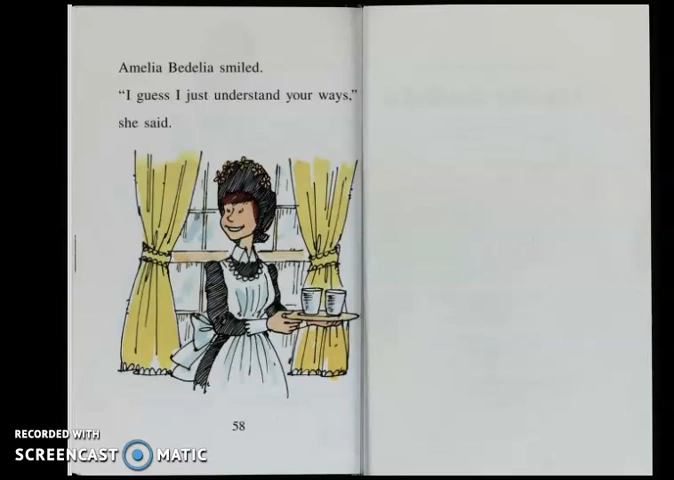 Amelia Bedelia smiled.
“I guess I just understand your ways,”
she said.
58
RECORDED WITH
SCREENCAST MATIC